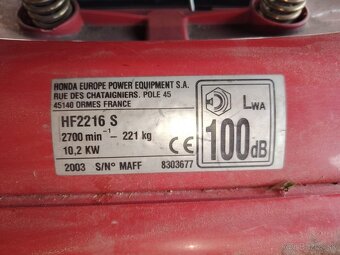 HONDA EUROPE POWER EQUIPMENT S.A.
RUE DES CHATAIGNIERS. POLE 45
45140 ORMES FRANCE
HF2216 S
2700 min⁻¹ - 221 kg
10,2 KW
CE
2003 S/N° MAFF 8303677
LWA
100dB